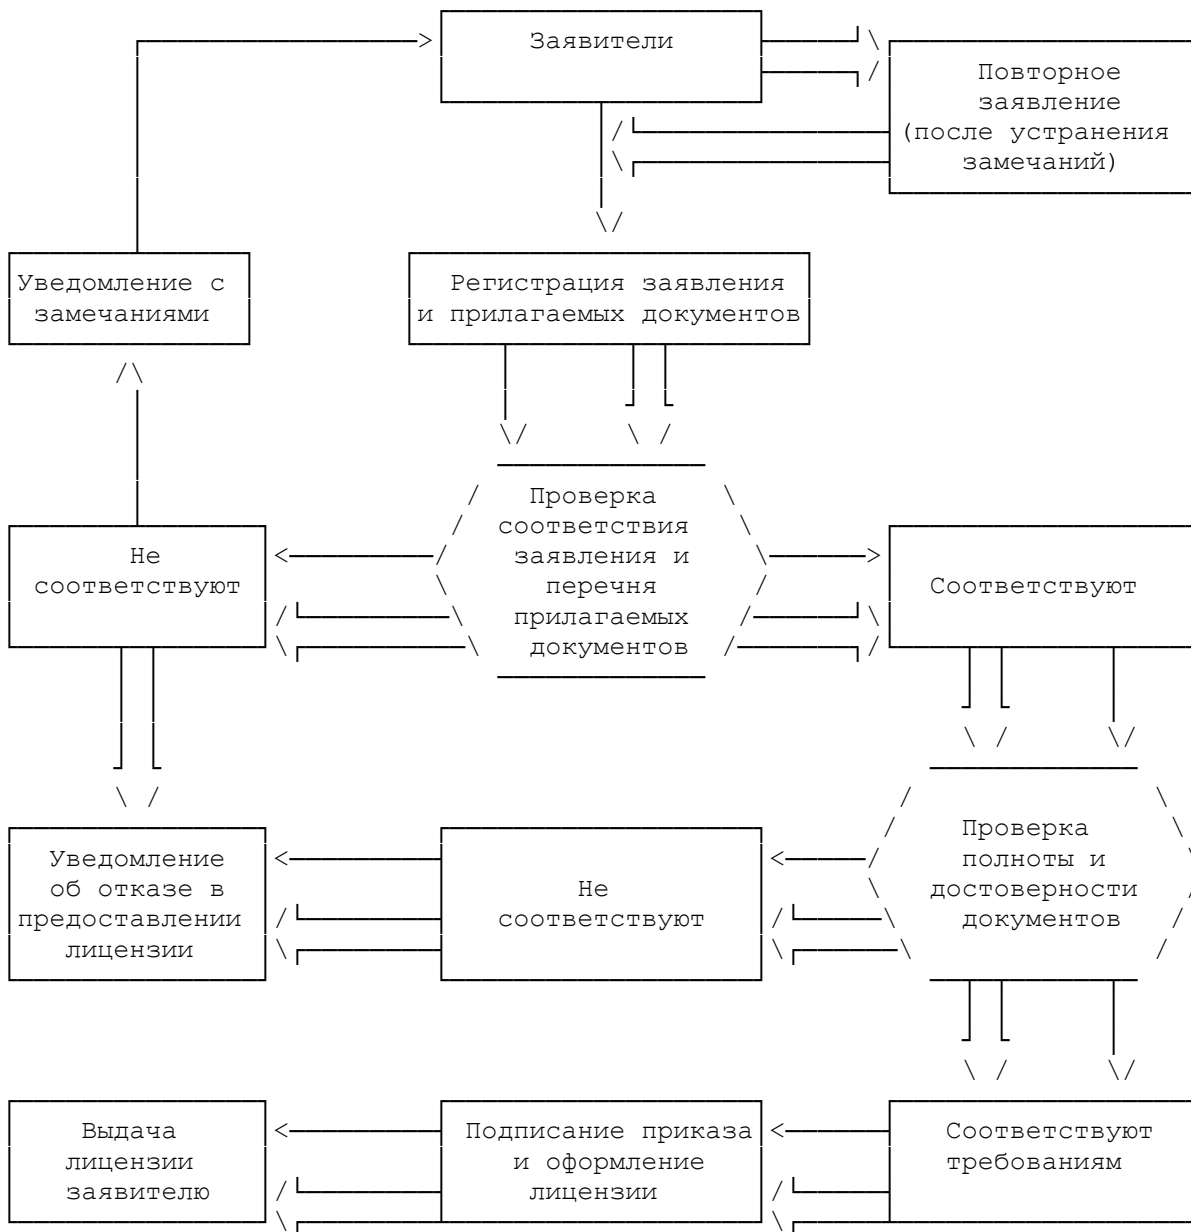 Заявители
Повторное
заявление
(после устранения
замечаний)
Уведомление с
замечаниями
Регистрация заявления
и прилагаемых документов
Проверка
соответствия
заявления и
перечня
прилагаемых
документов
Не
соответствуют
Соответствуют
Проверка
полноты и
достоверности
документов
Уведомление
об отказе в
предоставлении
лицензии
Не
соответствуют
Выдача
лицензии
заявителю
Подписание приказа
и оформление
лицензии
Соответствуют
требованиям